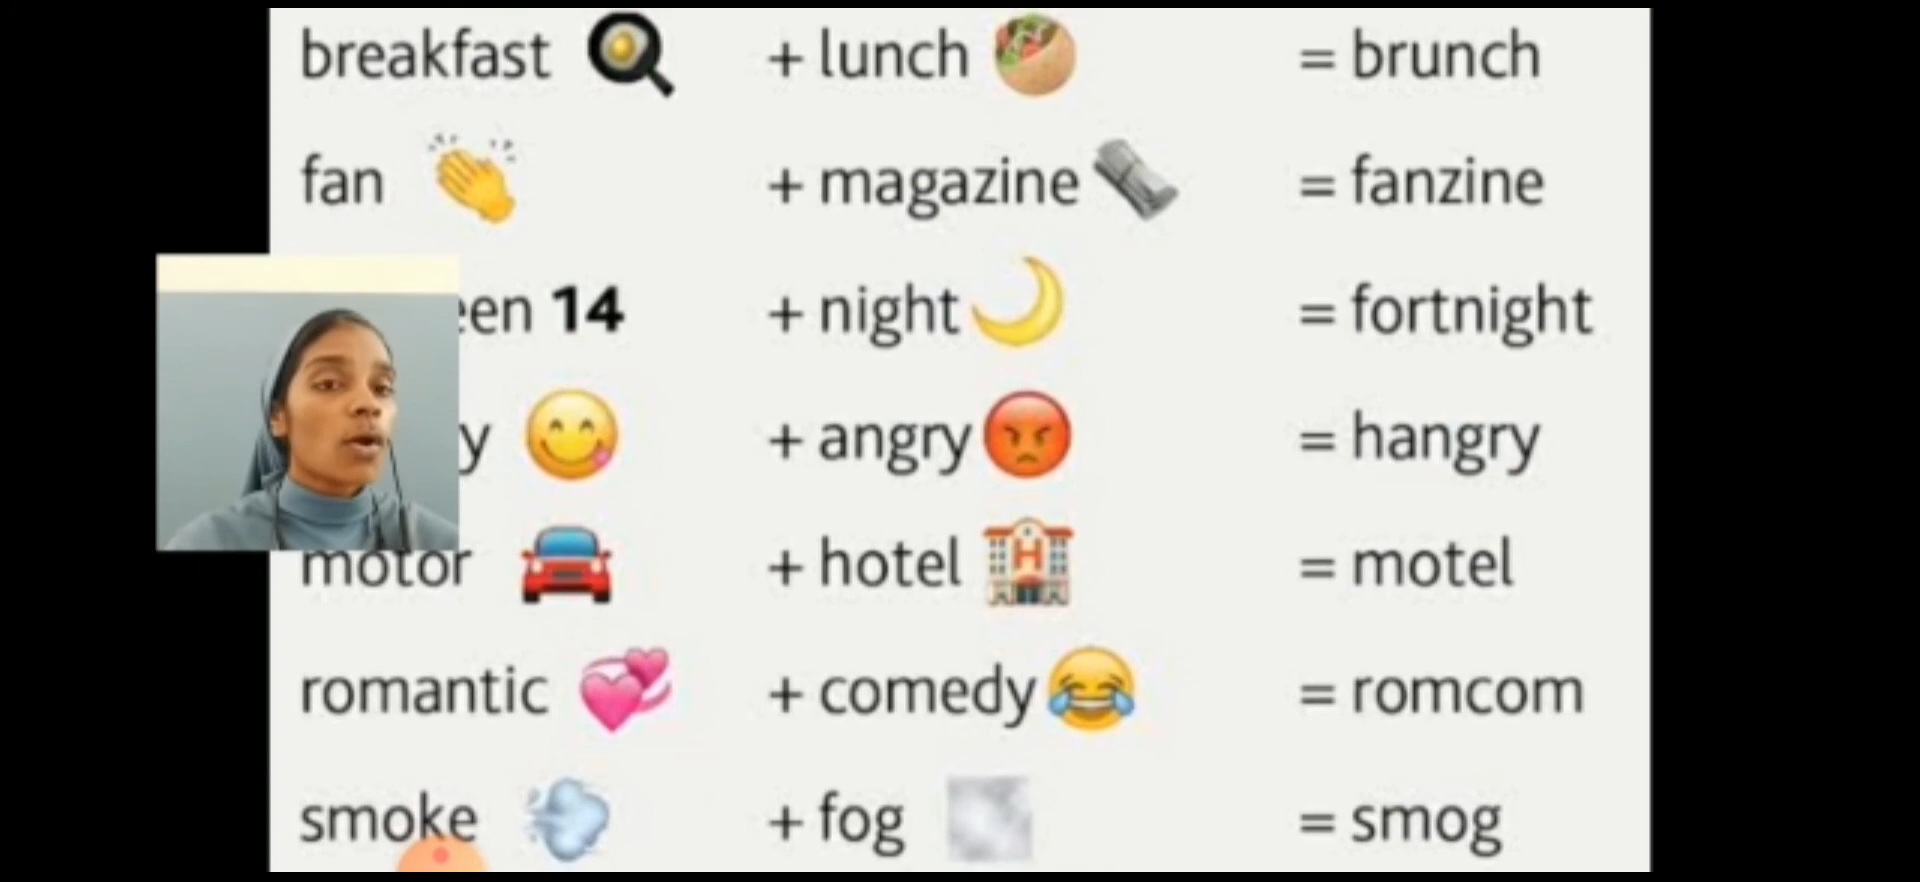 breakfast + lunch = brunch
fan + magazine = fanzine
14 + night = fortnight
+ angry = hangry
motor + hotel = motel
romantic + comedy = romcom
smoke + fog = smog